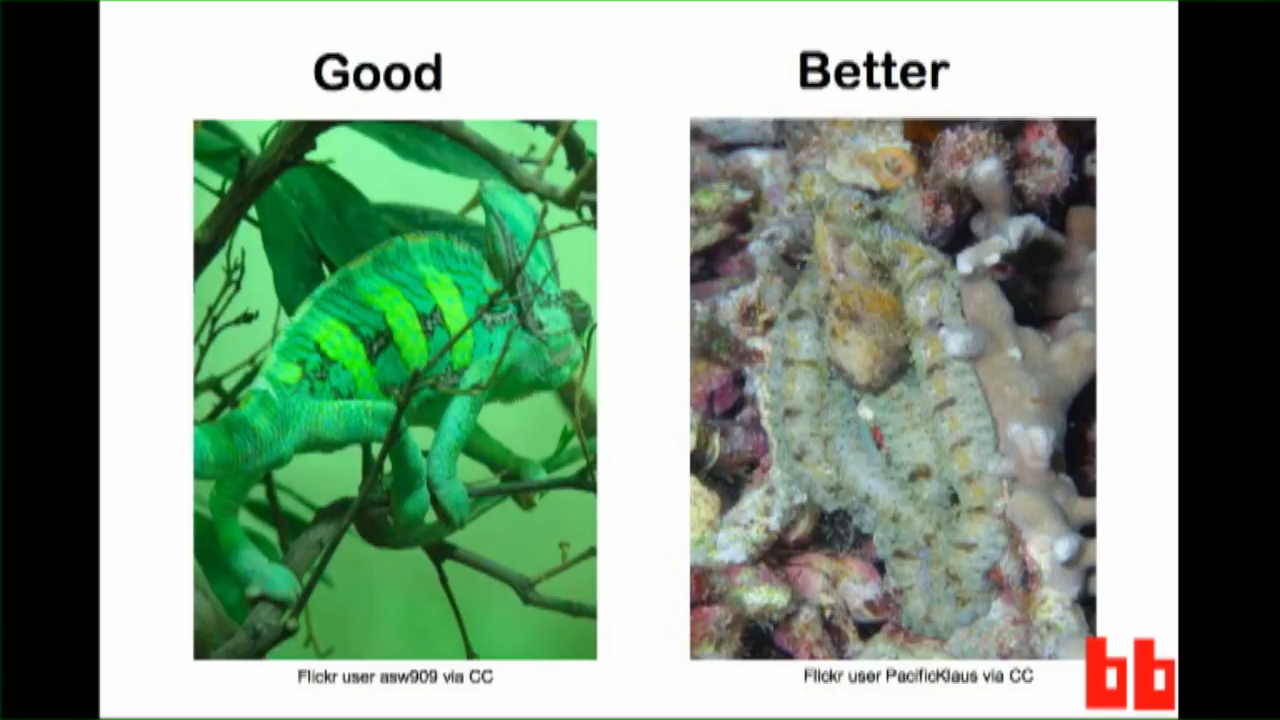 Good
Better
Flickr user asw909 via CC
Flickr user PacificKlaus via CC
bb